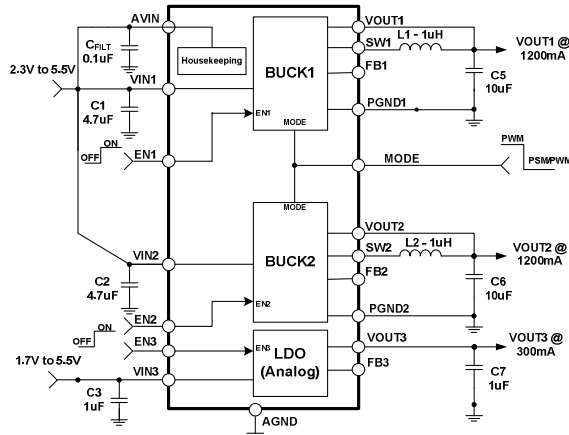 AVIN
CFILT
0.1uF
Housekeeping
2.3V to 5.5V
VIN1
C1
4.7uF
ON
OFF
EN1
EN1
BUCK1
MODE
VOUT1
SW1
L1 - 1uH
FB1
PGND1
VOUT1 @
1200mA
C5
10uF
MODE
PWM
PSM/PWM
MODE
BUCK2
VIN2
C2
4.7uF
EN2
ON
OFF
EN2
VOUT2
SW2
L2 - 1uH
FB2
PGND2
VOUT2 @
1200mA
C6
10uF
EN3
EN3
LDO
(Analog)
1.7V to 5.5V
VIN3
C3
1uF
VOUT3
FB3
VOUT3 @
300mA
C7
1uF
AGND